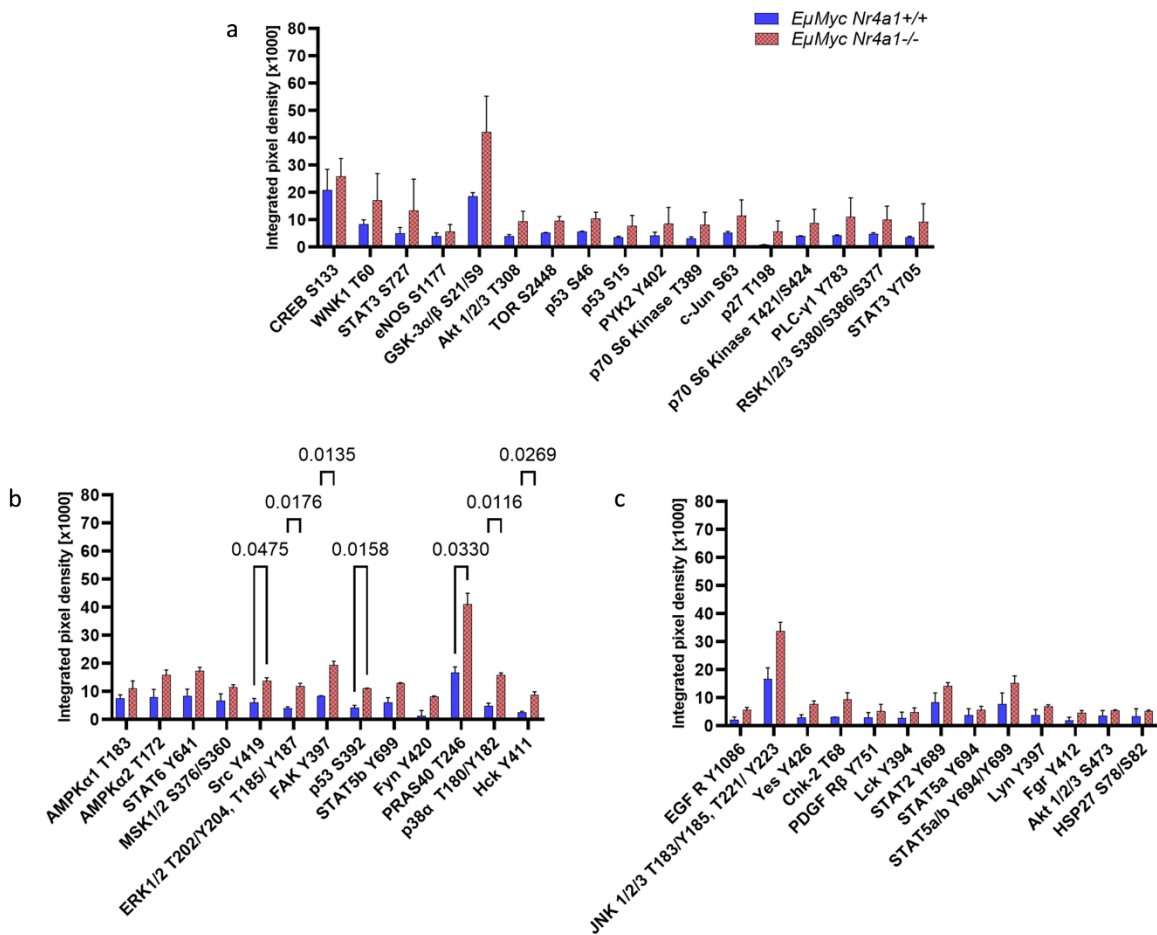 a
EµMyc Nr4a1+/+
EµMyc Nr4a1-/-
Integrated pixel density [x1000]
80
70
60
50
40
30
20
10
0
CREB S133
WNK1 T60
STAT3 S727
eNOS S1177
GSK-3α/β S21/S9
Akt 1/2/3 T308
TOR S2448
p53 S46
p53 S15
PYK2 Y402
p70 S6 Kinase T389
c-Jun S63
p27 T198
p70 S6 Kinase T421/S424
PLC-γ1 Y783
RSK1/2/3 S380/S386/S377
STAT3 Y705
b
0.0135
0.0269
0.0176
0.0116
0.0475
0.0158
0.0330
Integrated pixel density [x1000]
80
70
60
50
40
30
20
10
0
AMPKα1 T183
AMPKα2 T172
STAT6 Y641
MSK1/2 S376/S360
Src Y419
ERK1/2 T202/Y204, T185/ Y187
FAK Y397
p53 S392
STAT5b Y699
Fyn Y420
PRAS40 T246
p38α T180/Y182
Hck Y411
c
Integrated pixel density [x1000]
80
70
60
50
40
30
20
10
0
EGF R Y1086
JNK 1/2/3 T183/Y185, T221/ Y223
Yes Y426
Chk-2 T68
PDGF Rβ Y751
Lck Y394
STAT2 Y689
STAT5a Y694
STAT5a/b Y694/Y699
Lyn Y397
Fgr Y412
Akt 1/2/3 S473
HSP27 S78/S82